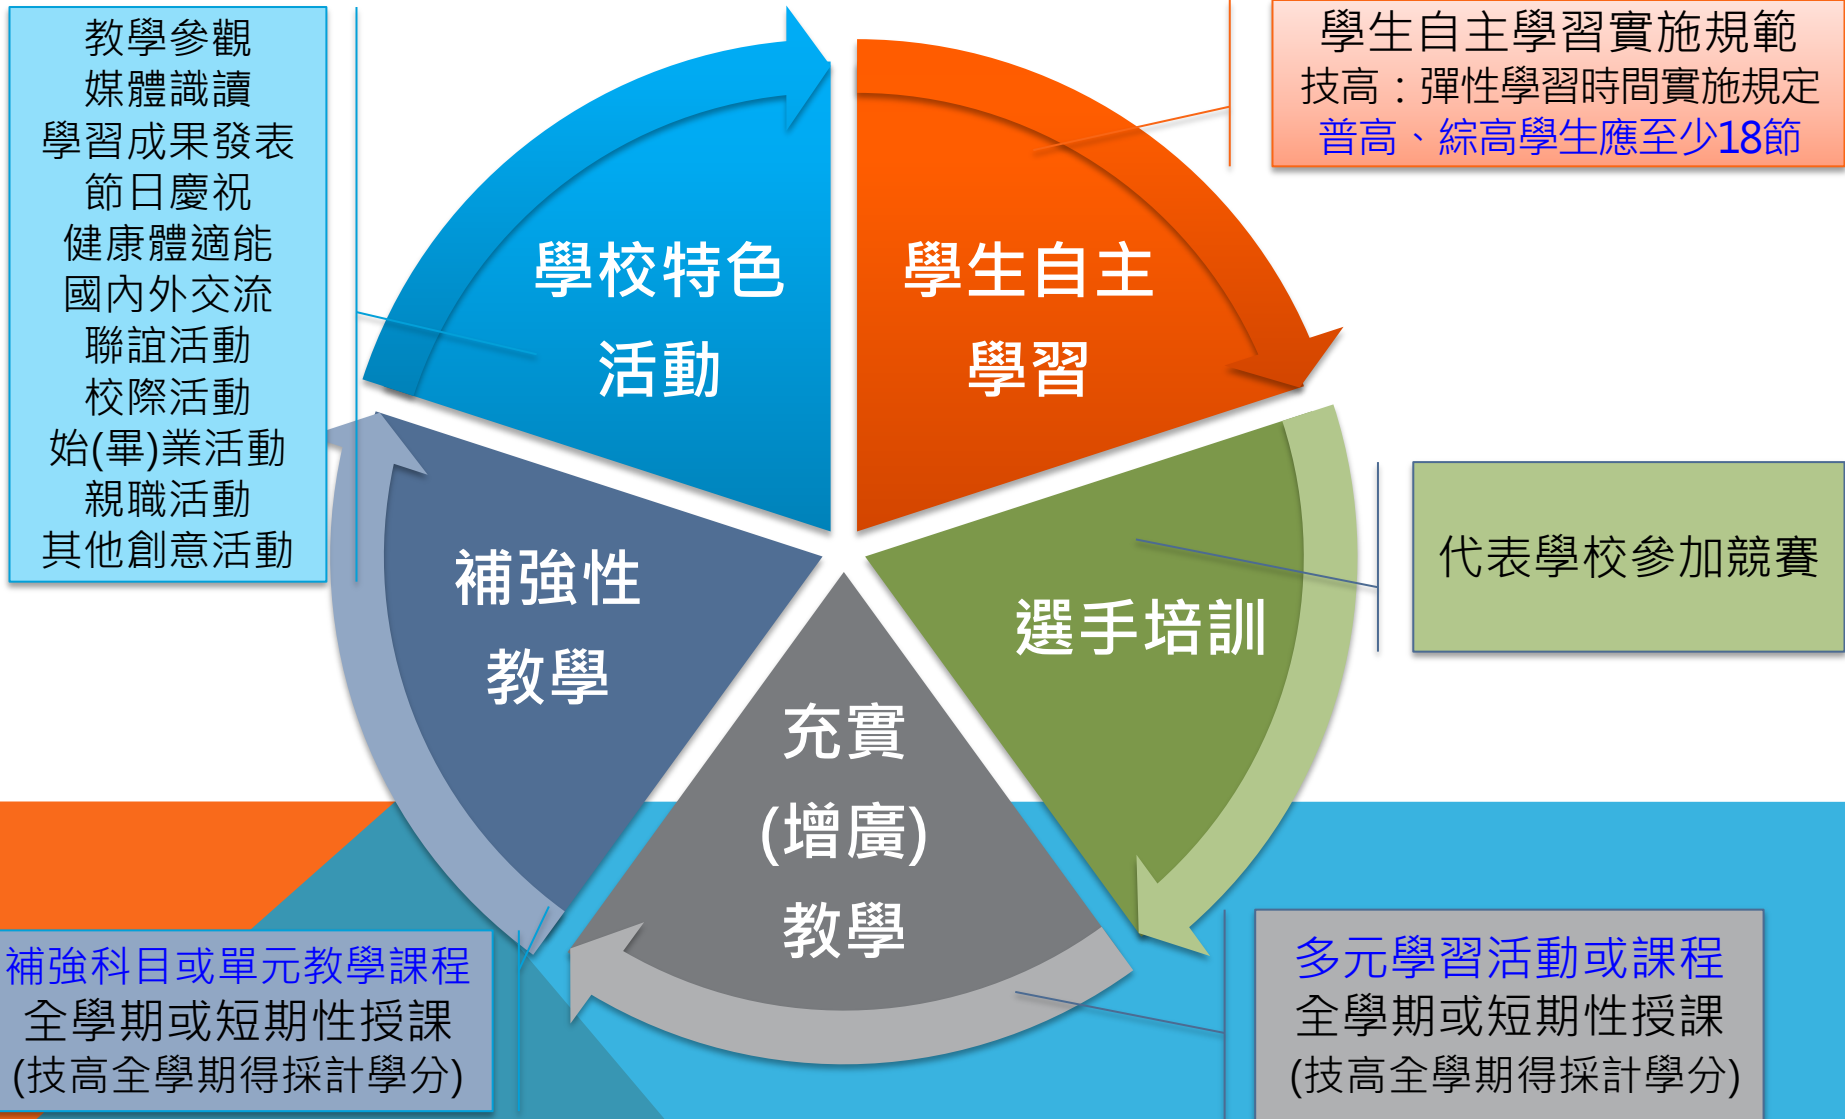 教學參觀
媒體識讀
學習成果發表
節日慶祝
健康體適能
國內外交流
聯誼活動
校際活動
始(畢)業活動
親職活動
其他創意活動
學校特色
活動
學生自主
學習
學生自主學習實施規範
技高：彈性學習時間實施規定
普高、綜高學生應至少18節
選手培訓
代表學校參加競賽
補強性
教學
充實
(增廣)
教學
補強科目或單元教學課程
全學期或短期性授課
(技高全學期得採計學分)
多元學習活動或課程
全學期或短期性授課
(技高全學期得採計學分)